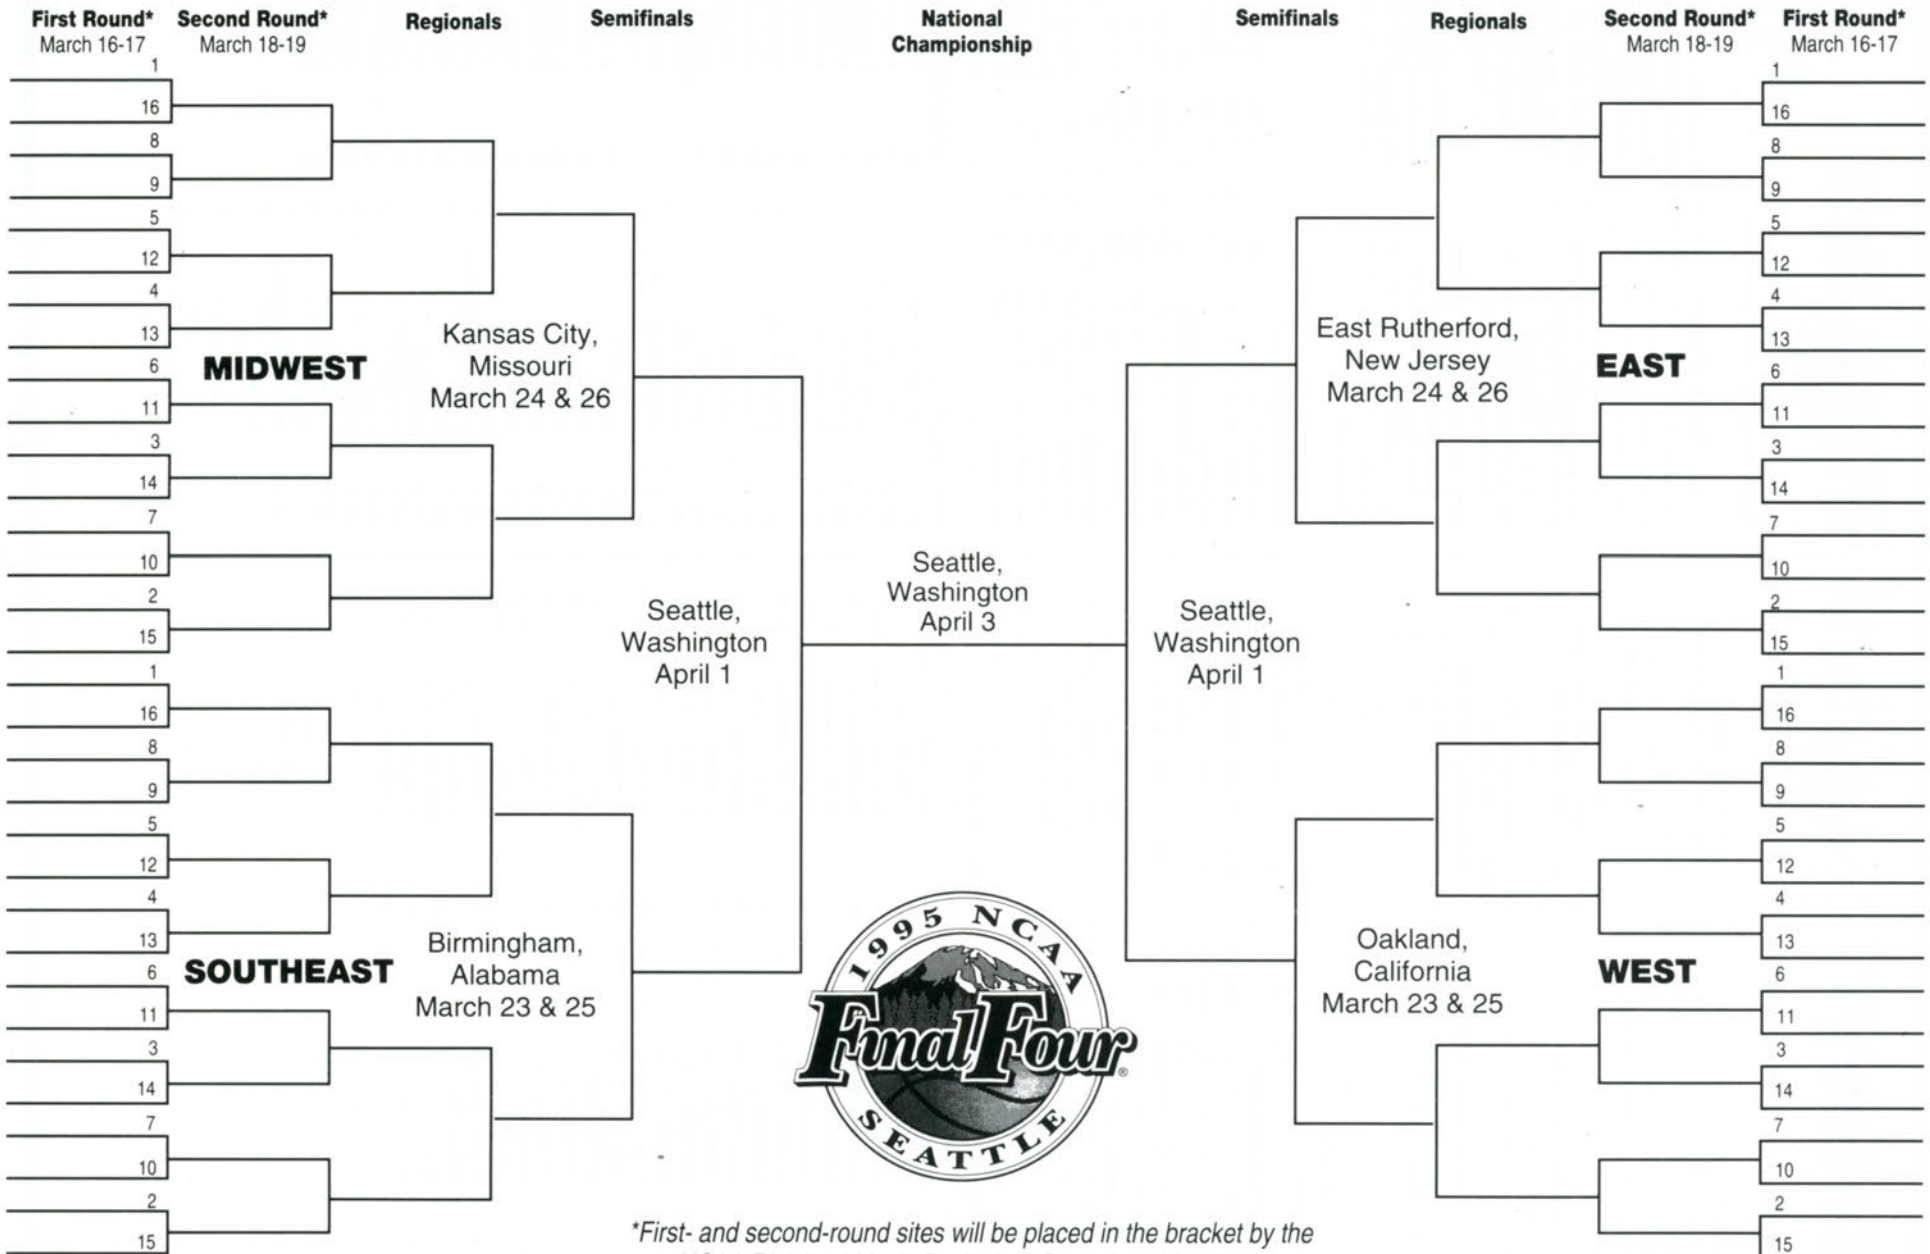 First Round*
March 16-17
Second Round*
March 18-19
Regionals
Semifinals
National
Championship
Semifinals
Regionals
Second Round*
March 18-19
First Round*
March 16-17
1
16
8
9
5
12
4
13
6
11
3
14
7
10
2
15
MIDWEST
Kansas City,
Missouri
March 24 & 26
1
16
8
9
5
12
4
13
6
11
3
14
7
10
2
15
SOUTHEAST
Birmingham,
Alabama
March 23 & 25
Seattle,
Washington
April 1
Seattle,
Washington
April 3
Seattle,
Washington
April 1
East Rutherford,
New Jersey
March 24 & 26
EAST
1
16
8
9
5
12
4
13
6
11
3
14
7
10
2
15
Oakland,
California
March 23 & 25
WEST
1
16
8
9
5
12
4
13
6
11
3
14
7
10
2
15
1995 NCAA
Final Four®
SEATTLE
*First- and second-round sites will be placed in the bracket by the